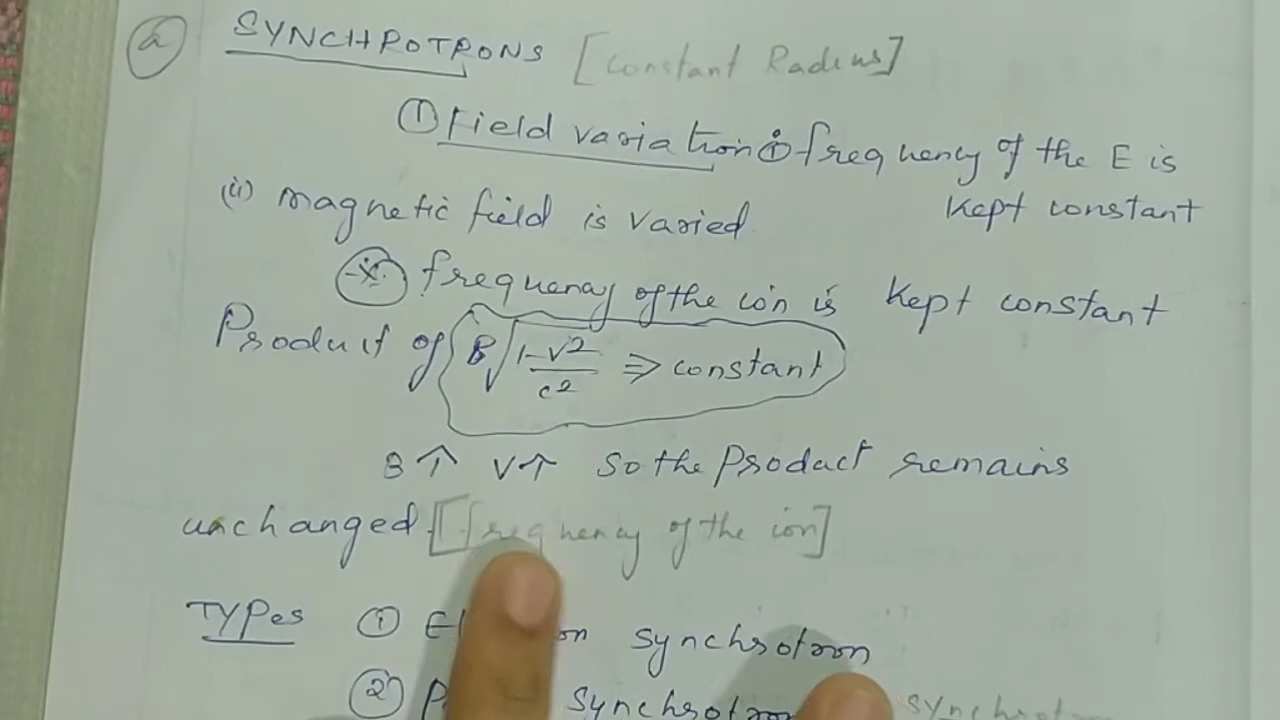 a SYNCHROTRONS [constant Radius]
① Field variation ① frequency of the E is
kept constant
(ii) magnetic field is varied
frequency of the ion is kept constant
Product of B√1-v²/c² ⇒ constant
B↑ v↑ so the product remains
unchanged [frequency of the ion]
Types ① synchrotron
② synchrotron